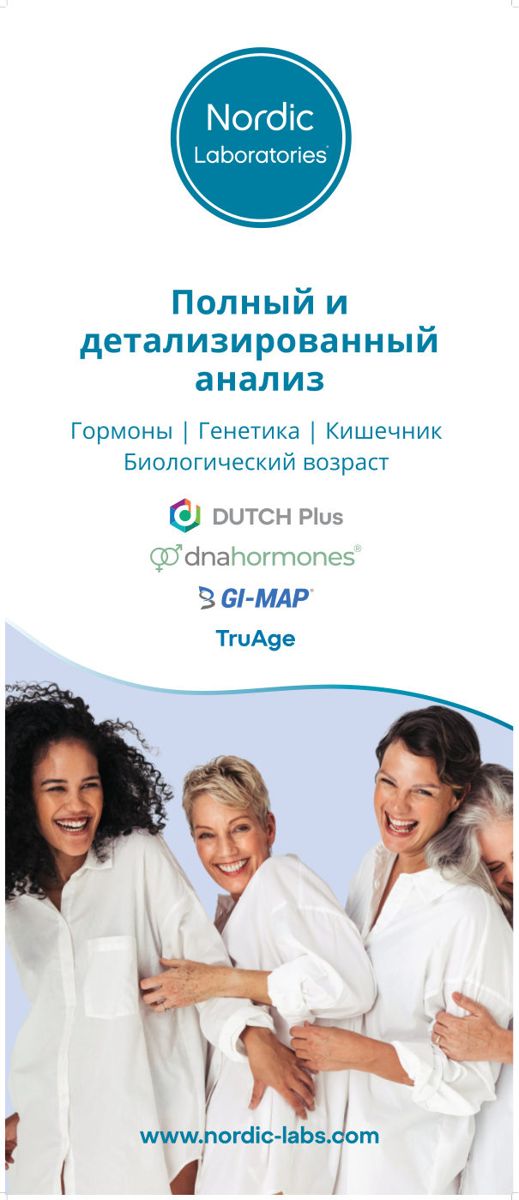 Nordic
Laboratories
Полный и
детализированный
анализ
Гормоны | Генетика | Кишечник
Биологический возраст
DUTCH Plus
dnahormones®
GI-MAP
TruAge
www.nordic-labs.com